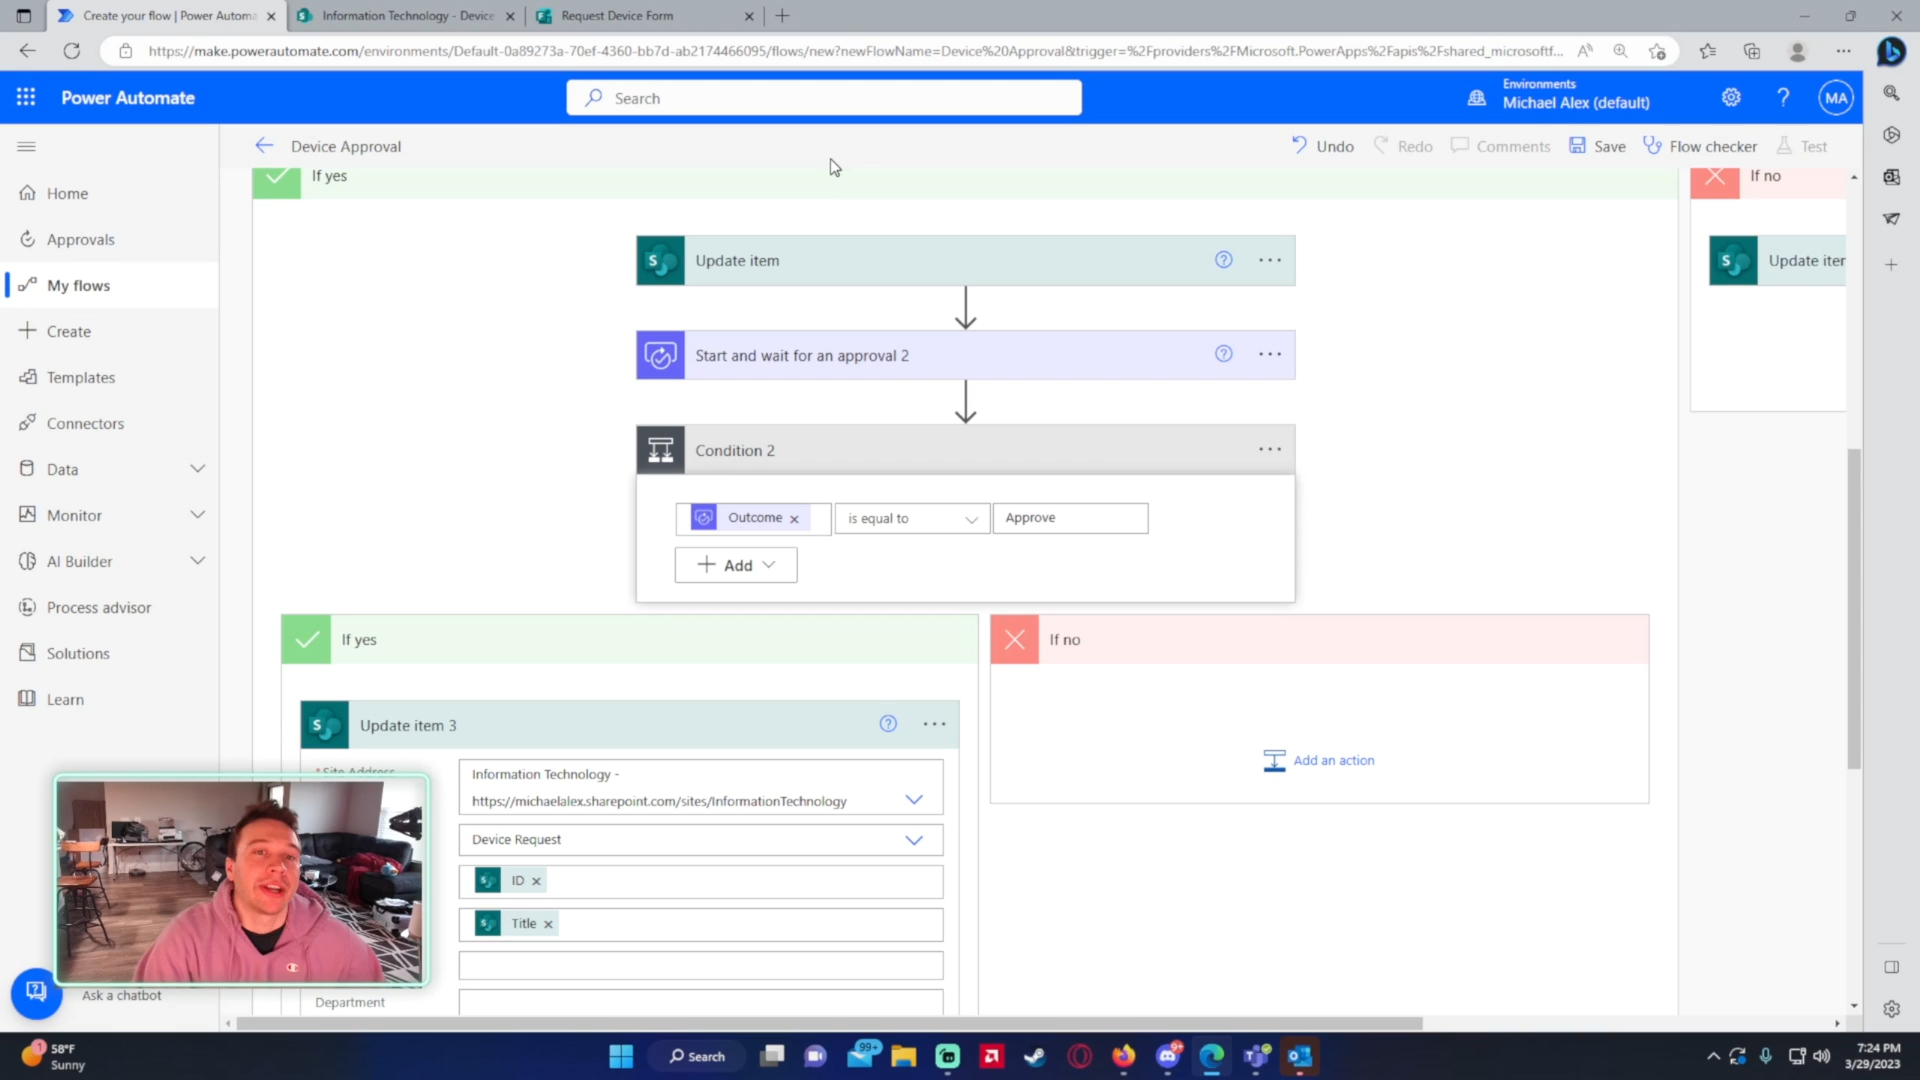 Create your flow | Power Automa
Information Technology - Device
Request Device Form
https://make.powerautomate.com/environments/Default-0a89273a-70ef-4360-bb7d-ab2174466095/flows/new?newFlowName=Device%20Approval&trigger=%2Fproviders%2FMicrosoft.PowerApps%2Fapis%2Fshared_microsoftf...
Power Automate
Search
Environments
Michael Alex (default)
MA
Device Approval
Undo
Redo
Comments
Save
Flow checker
Test
Home
Approvals
My flows
Create
Templates
Connectors
Data
Monitor
AI Builder
Process advisor
Solutions
Learn
Ask a chatbot
If yes
If no
Update item
Update iter
Start and wait for an approval 2
Condition 2
Outcome
is equal to
Approve
Add
If yes
If no
Update item 3
Add an action
* Site Address
Information Technology -
https://michaelalex.sharepoint.com/sites/InformationTechnology
Device Request
ID
Title
Department
1
58°F
Sunny
Search
99+
9+
7:24 PM
3/29/2023